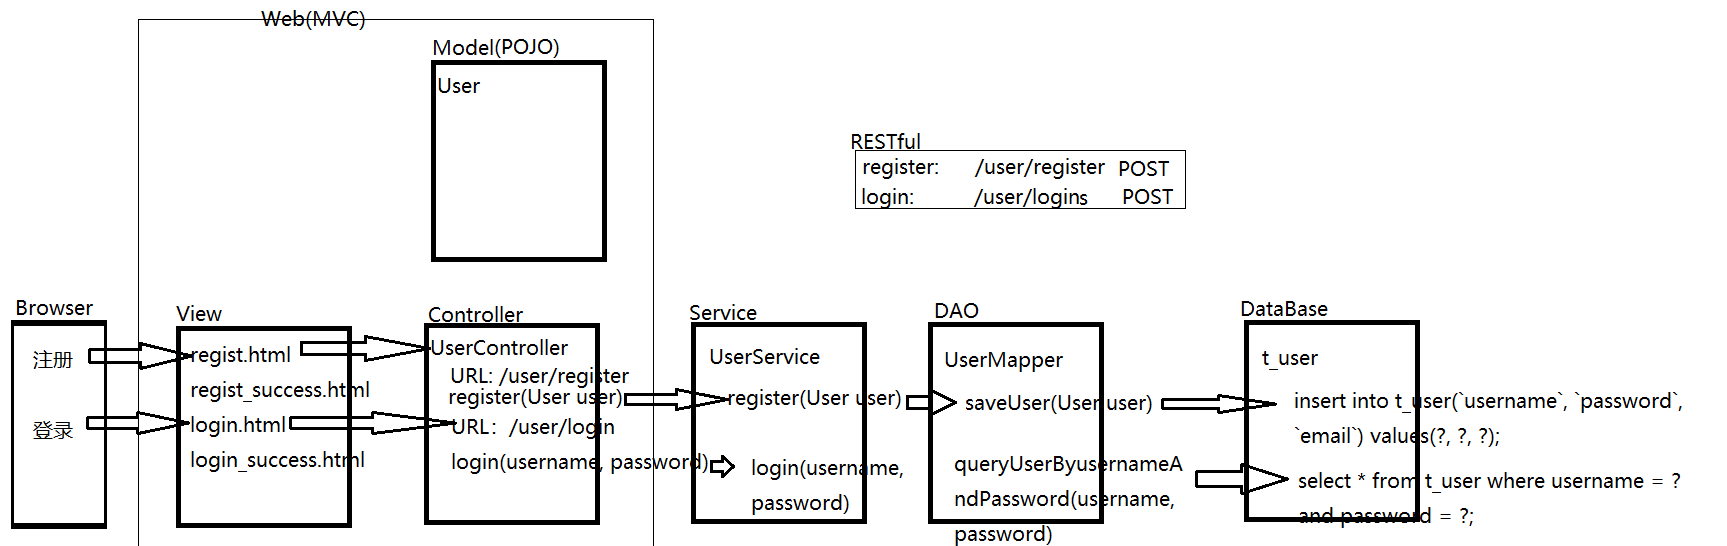 Web(MVC)
Model(POJO)
User
RESTful
register: /user/register POST
login: /user/logins POST
Browser
注册
登录
View
regist.html
regist_success.html
login.html
login_success.html
Controller
UserController
URL: /user/register
register(User user)
URL: /user/login
login(username, password)
Service
UserService
register(User user)
login(username,
password)
DAO
UserMapper
saveUser(User user)
queryUserByusernameA
ndPassword(username,
password)
DataBase
t_user
insert into t_user(`username`, `password`,
`email`) values(?, ?, ?);
select * from t_user where username = ?
and password = ?;